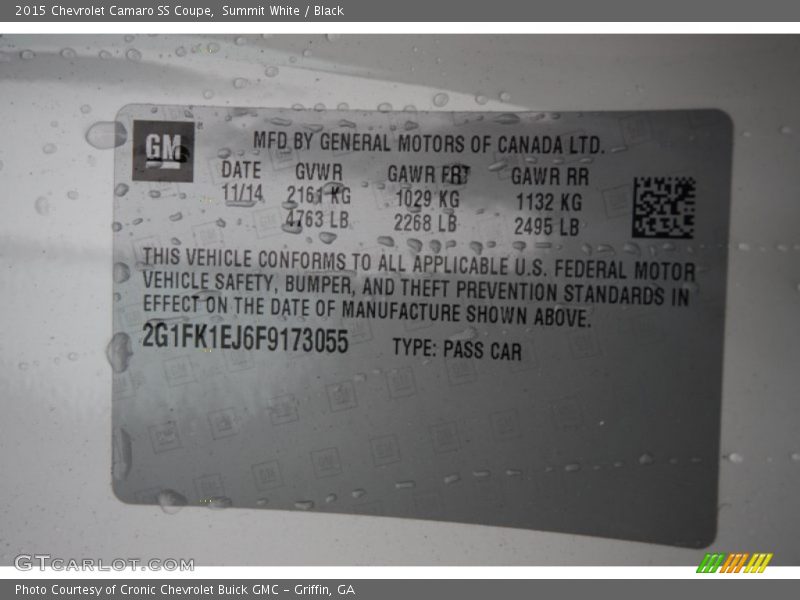 2015 Chevrolet Camaro SS Coupe,  Summit White / Black
GM
MFD BY GENERAL MOTORS OF CANADA LTD.
DATE GVWR GAWR FRT GAWR RR
11/14 2161 KG 1029 KG 1132 KG
4763 LB 2268 LB 2495 LB
THIS VEHICLE CONFORMS TO ALL APPLICABLE U.S. FEDERAL MOTOR
VEHICLE SAFETY, BUMPER, AND THEFT PREVENTION STANDARDS IN
EFFECT ON THE DATE OF MANUFACTURE SHOWN ABOVE.
2G1FK1EJ6F9173055 TYPE: PASS CAR
GTCARLOT.COM
Photo Courtesy of Cronic Chevrolet Buick GMC – Griffin, GA